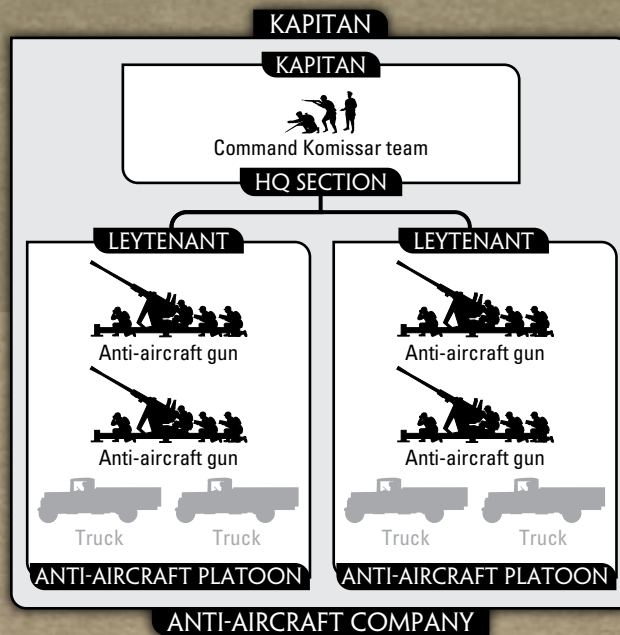 KAPITAN
KAPITAN
Command Komissar team
HQ SECTION
LEYTENANT
Anti-aircraft gun
Anti-aircraft gun
Truck Truck
ANTI-AIRCRAFT PLATOON
LEYTENANT
Anti-aircraft gun
Anti-aircraft gun
Truck Truck
ANTI-AIRCRAFT PLATOON
ANTI-AIRCRAFT COMPANY